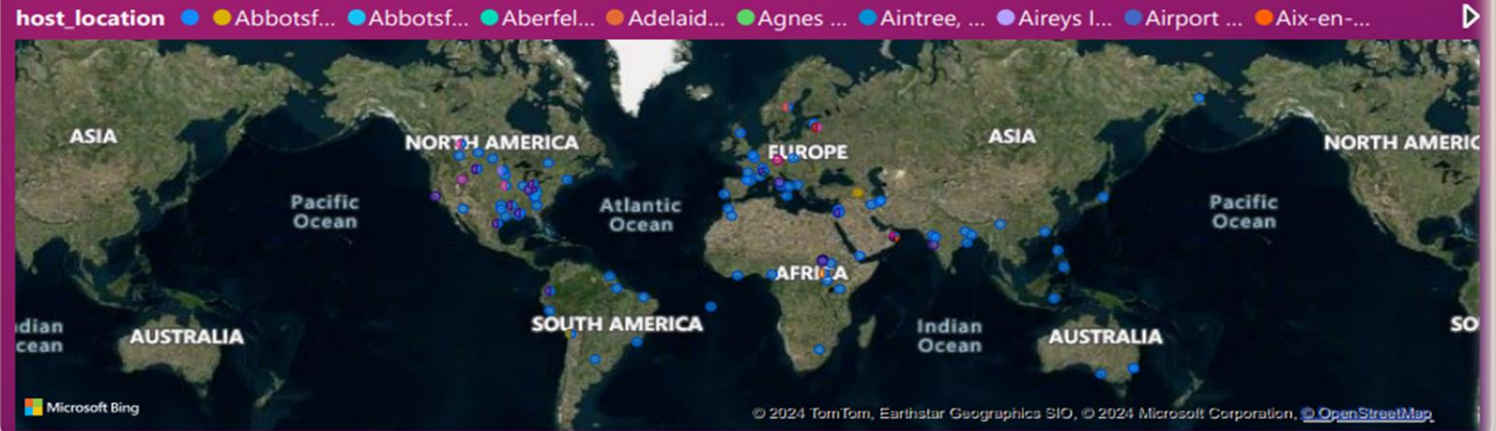 host_location Abbotsf... Abbotsf... Aberfel... Adelaid... Agnes ... Aintree, ... Aireys I... Airport ... Aix-en-...
ASIA
NORTH AMERICA
EUROPE
ASIA
NORTH AMERIC
Pacific
Ocean
Atlantic
Ocean
Pacific
Ocean
AFRICA
dian
cean
AUSTRALIA
SOUTH AMERICA
Indian
Ocean
AUSTRALIA
SO
Microsoft Bing
© 2024 TomTom, Earthstar Geographics SIO, © 2024 Microsoft Corporation, © OpenStreetMap